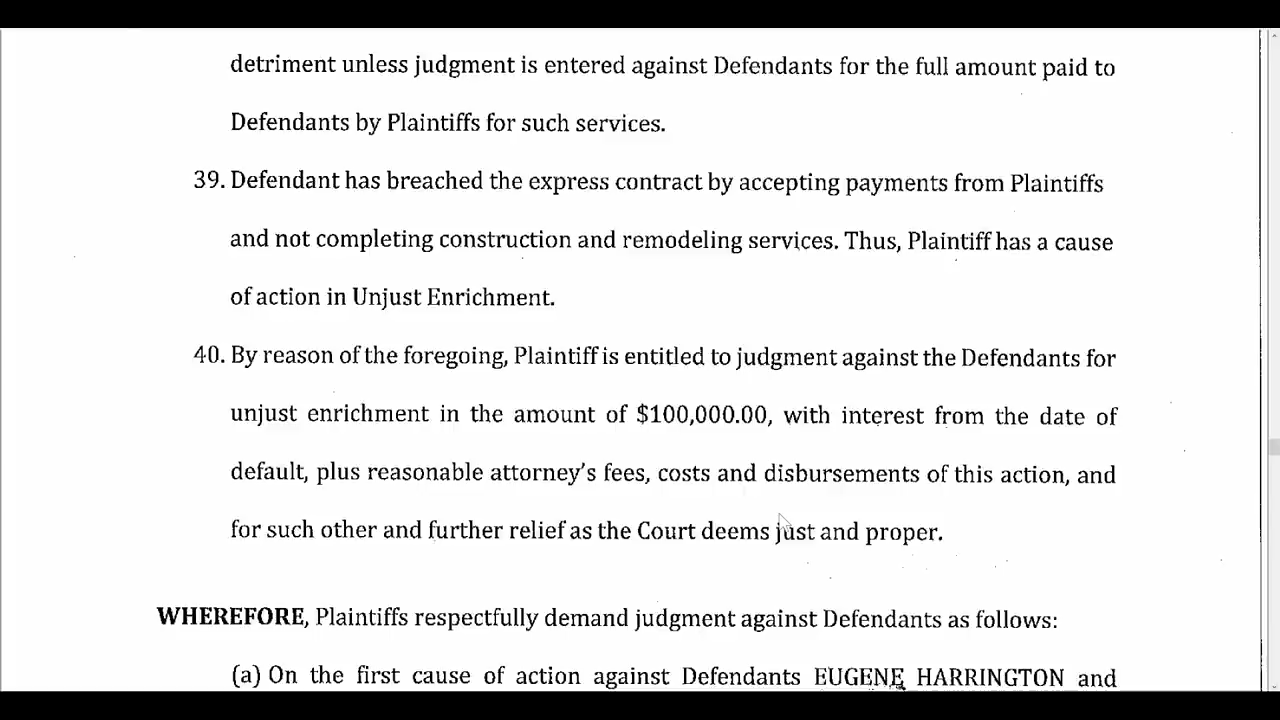 detriment unless judgment is entered against Defendants for the full amount paid to
Defendants by Plaintiffs for such services.
39. Defendant has breached the express contract by accepting payments from Plaintiffs
and not completing construction and remodeling services. Thus, Plaintiff has a cause
of action in Unjust Enrichment.
40. By reason of the foregoing, Plaintiff is entitled to judgment against the Defendants for
unjust enrichment in the amount of $100,000.00, with interest from the date of
default, plus reasonable attorney's fees, costs and disbursements of this action, and
for such other and further relief as the Court deems just and proper.
WHEREFORE, Plaintiffs respectfully demand judgment against Defendants as follows:
(a) On the first cause of action against Defendants EUGENE HARRINGTON and